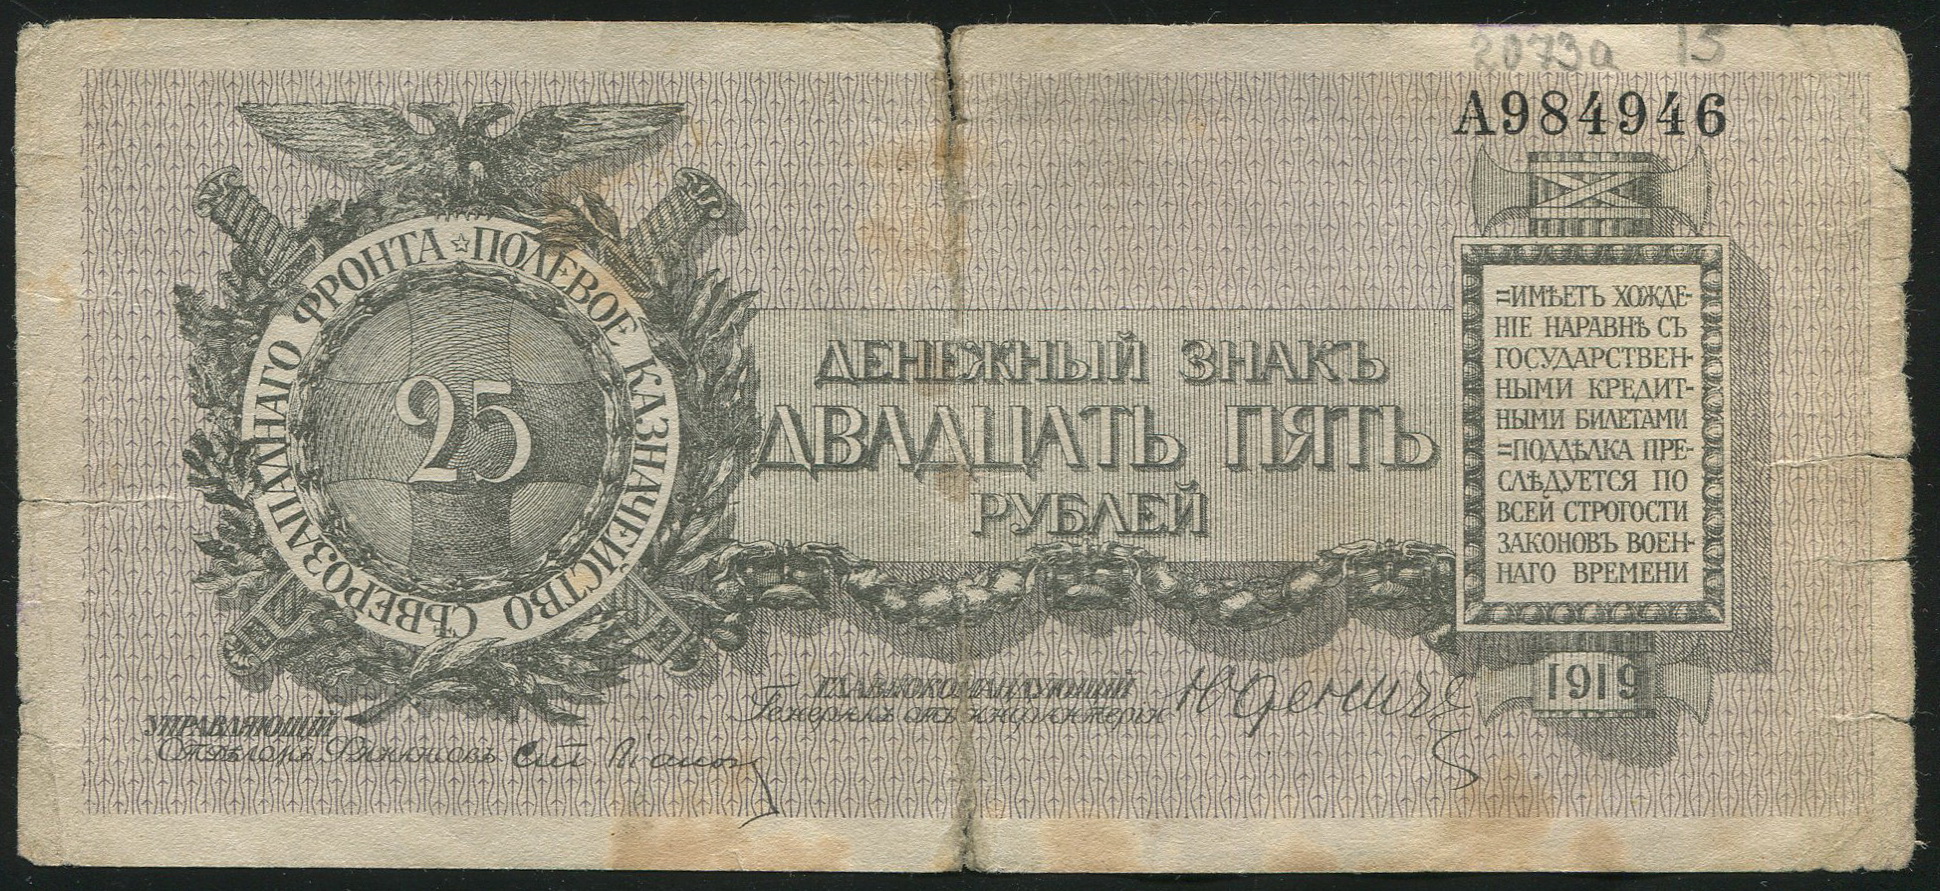 2073а 15
А984946
ПОЛЕВОЕ КАЗНАЧЕЙСТВО СѢВЕРОЗАПАДНАГО ФРОНТА
25
ДЕНЕЖНЫЙ ЗНАКЪ
ДВАДЦАТЬ ПЯТЬ
РУБЛЕЙ
=ИМѢЕТЪ ХОЖДЕ-
НІЕ НАРАВНѢ СЪ
ГОСУДАРСТВЕН-
НЫМИ КРЕДИТ-
НЫМИ БИЛЕТАМИ
=ПОДДѢЛКА ПРЕ-
СЛѢДУЕТСЯ ПО
ВСЕЙ СТРОГОСТИ
ЗАКОНОВЪ ВОЕН-
НАГО ВРЕМЕНИ
1919
ГЛАВНОКОМАНДУЮЩІЙ
Генералъ отъ инфантеріи Юденичъ
УПРАВЛЯЮЩІЙ
Отдѣломъ Финансовъ